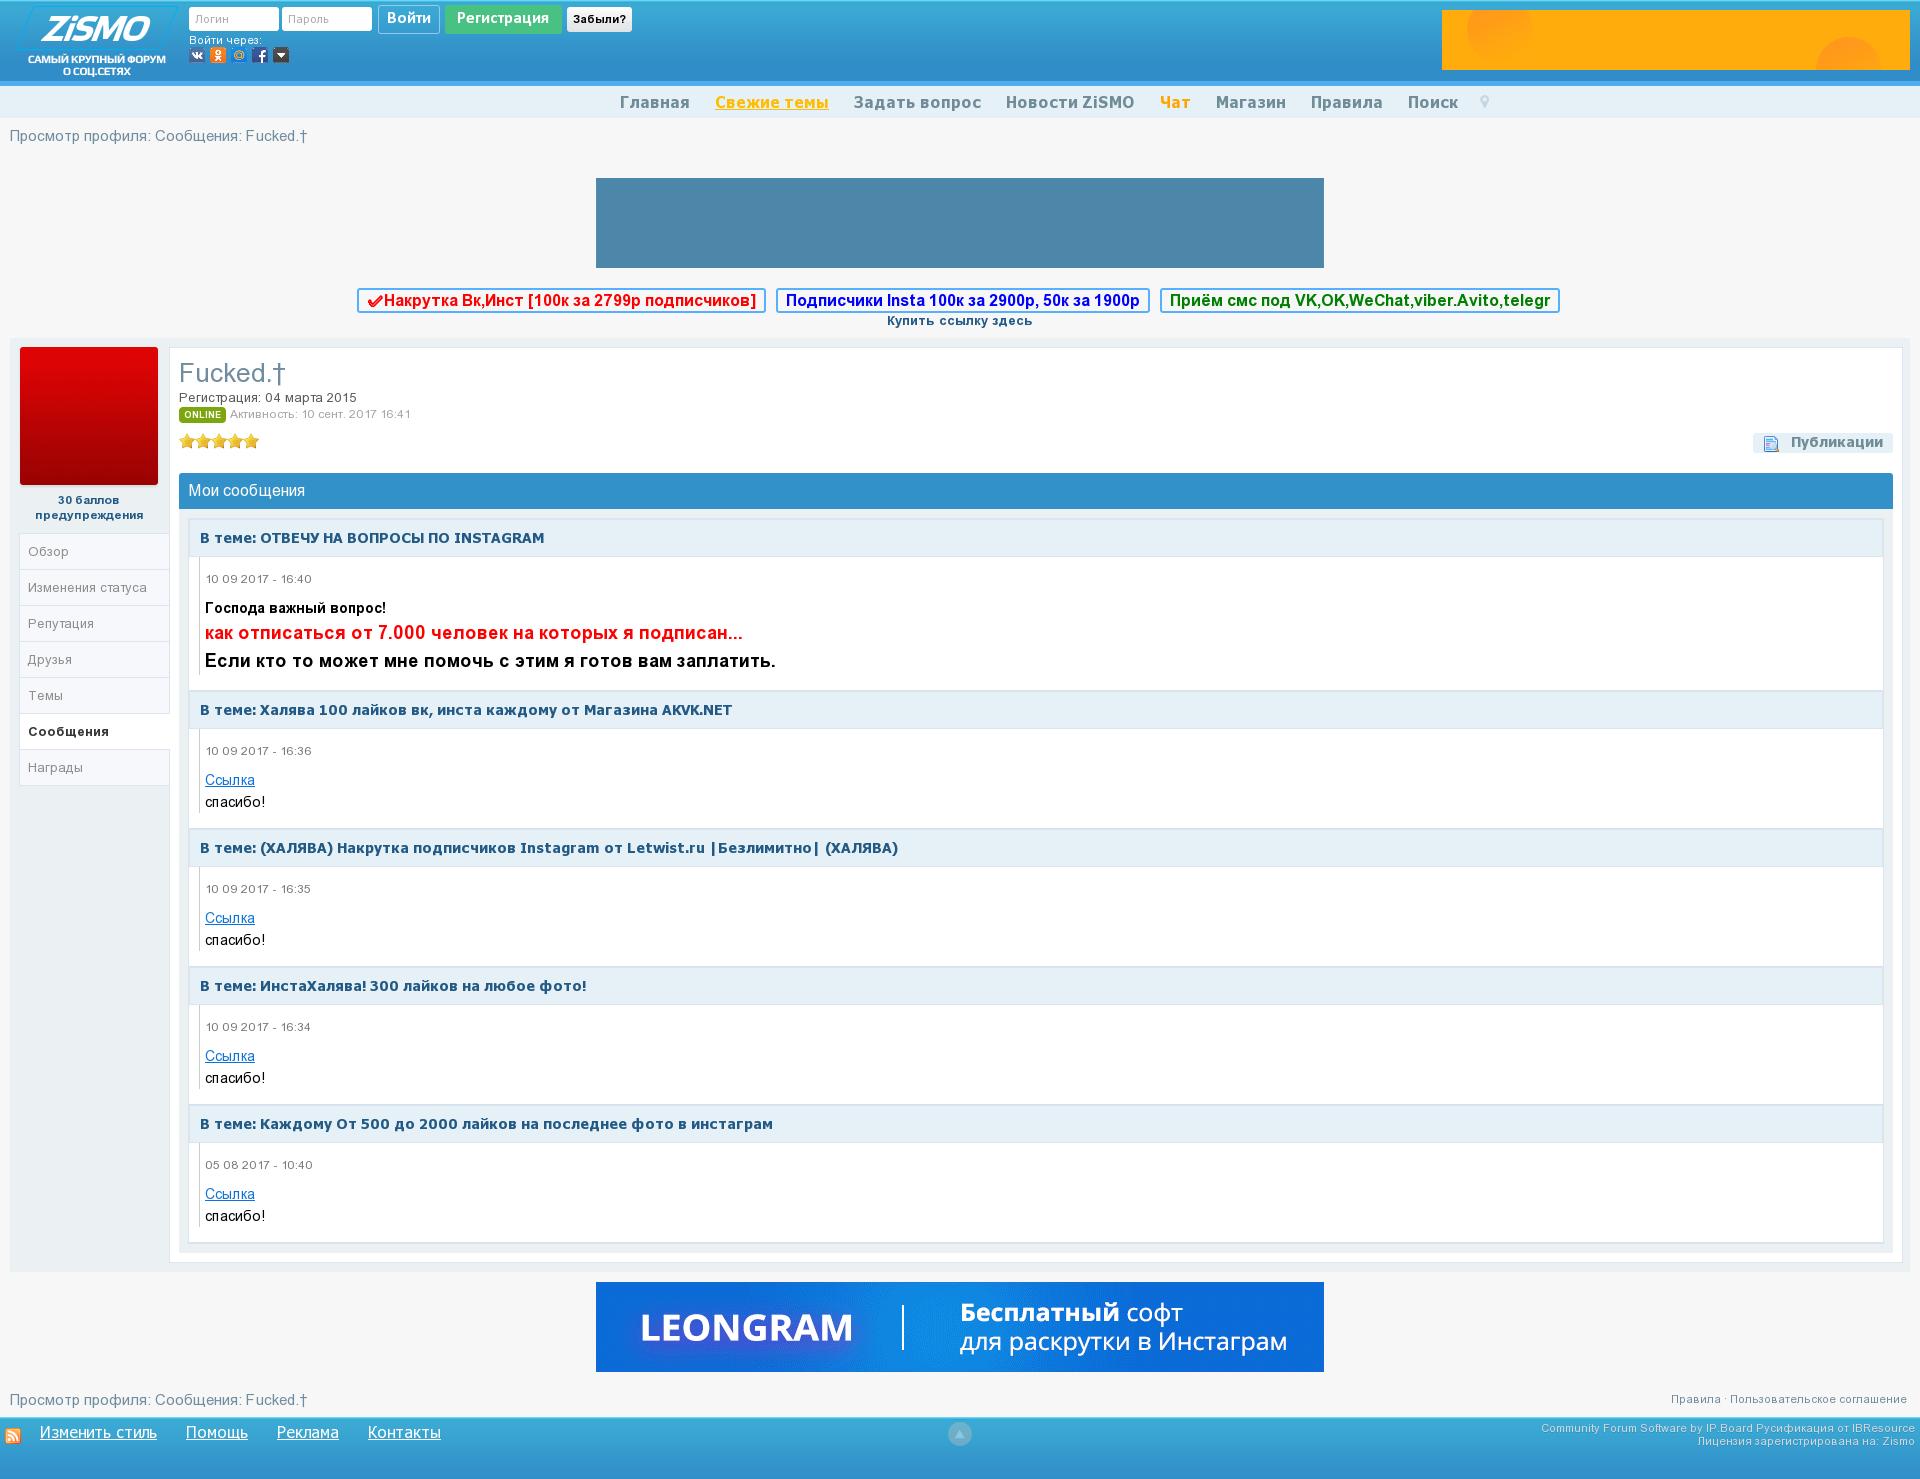 ZiSMO
САМЫЙ КРУПНЫЙ ФОРУМ
О СОЦ.СЕТЯХ
Логин
Пароль
Войти
Регистрация
Забыли?
Войти через:
Главная
Свежие темы
Задать вопрос
Новости ZiSMO
Чат
Магазин
Правила
Поиск
Просмотр профиля: Сообщения: Fucked.†
Накрутка Вк,Инст [100к за 2799р подписчиков]
Подписчики Insta 100к за 2900р, 50к за 1900р
Приём смс под VK,OK,WeChat,viber.Avito,telegr
Купить ссылку здесь
30 баллов
предупреждения
Обзор
Изменения статуса
Репутация
Друзья
Темы
Сообщения
Награды
Fucked.†
Регистрация: 04 марта 2015
ONLINE Активность: 10 сент. 2017 16:41
Публикации
Мои сообщения
В теме: ОТВЕЧУ НА ВОПРОСЫ ПО INSTAGRAM
10 09 2017 - 16:40
Господа важный вопрос!
как отписаться от 7.000 человек на которых я подписан...
Если кто то может мне помочь с этим я готов вам заплатить.
В теме: Халява 100 лайков вк, инста каждому от Магазина AKVK.NET
10 09 2017 - 16:36
Ссылка
спасибо!
В теме: (ХАЛЯВА) Накрутка подписчиков Instagram от Letwist.ru |Безлимитно| (ХАЛЯВА)
10 09 2017 - 16:35
Ссылка
спасибо!
В теме: ИнстаХалява! 300 лайков на любое фото!
10 09 2017 - 16:34
Ссылка
спасибо!
В теме: Каждому От 500 до 2000 лайков на последнее фото в инстаграм
05 08 2017 - 10:40
Ссылка
спасибо!
LEONGRAM
Бесплатный софт
для раскрутки в Инстаграм
Просмотр профиля: Сообщения: Fucked.†
Правила · Пользовательское соглашение
Изменить стиль
Помощь
Реклама
Контакты
Community Forum Software by IP.Board Русификация от IBResource
Лицензия зарегистрирована на: Zismo